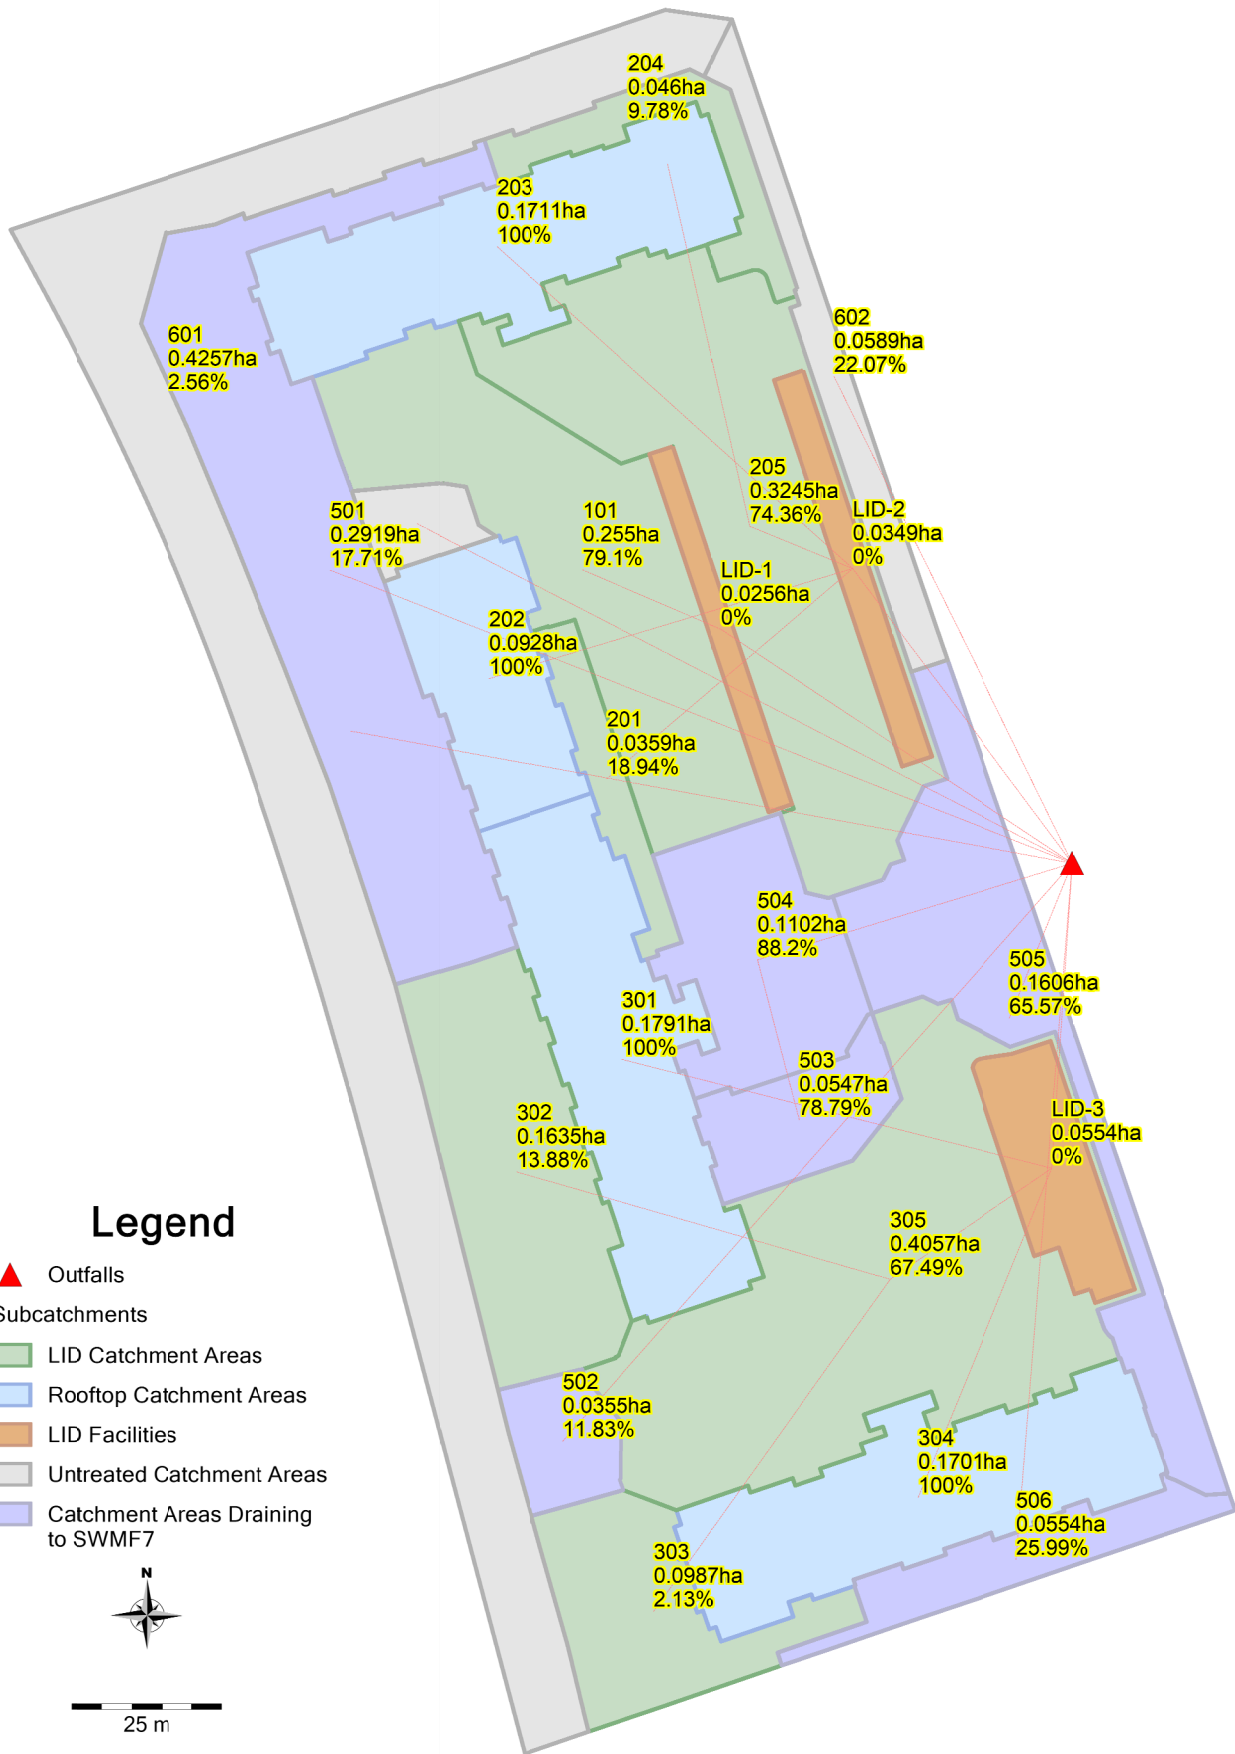 204
0.046ha
9.78%
203
0.1711ha
100%
602
0.0589ha
22.07%
601
0.4257ha
2.56%
205
0.3245ha
74.36%
LID-2
0.0349ha
0%
501
0.2919ha
17.71%
101
0.255ha
79.1%
LID-1
0.0256ha
0%
202
0.0928ha
100%
201
0.0359ha
18.94%
504
0.1102ha
88.2%
505
0.1606ha
65.57%
301
0.1791ha
100%
503
0.0547ha
78.79%
302
0.1635ha
13.88%
LID-3
0.0554ha
0%
305
0.4057ha
67.49%
502
0.0355ha
11.83%
304
0.1701ha
100%
506
0.0554ha
25.99%
303
0.0987ha
2.13%
Legend
Outfalls
Subcatchments
LID Catchment Areas
Rooftop Catchment Areas
LID Facilities
Untreated Catchment Areas
Catchment Areas Draining
to SWMF7
N
25 m